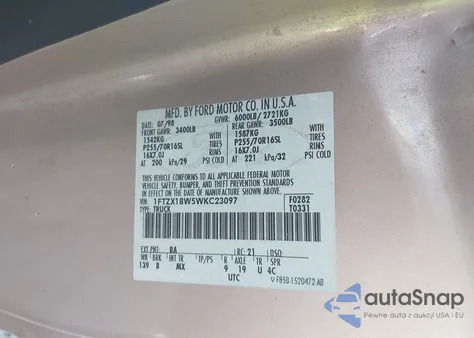 MFD. BY FORD MOTOR CO. IN U.S.A.
DATE: 07/98 GVWR: 6000LB/ 2721KG
FRONT GAWR: 3400LB REAR GAWR: 3500LB
1542KG WITH 1587KG WITH
P255/70R16SL TIRES P255/70R16SL TIRES
16X7.0J RIMS 16X7.0J RIMS
AT 200 kPa/29 PSI COLD AT 221 kPa/32 PSI COLD
THIS VEHICLE CONFORMS TO ALL APPLICABLE FEDERAL MOTOR
VEHICLE SAFETY, BUMPER, AND THEFT PREVENTION STANDARDS IN
EFFECT ON THE DATE OF MANUFACTURE SHOWN ABOVE.
VIN: 1FTZX18W5WKC23097 F0282
TYPE: TRUCK T0331
EXT PNT: BA RC: 21 DSO:
WB BRK INT TR TP/PS R AXLE TR SPR
139 B MX 9 19 U 4C
UTC F85B-1520472-AB
autoSnap
Pewne auta z aukcji USA i EU